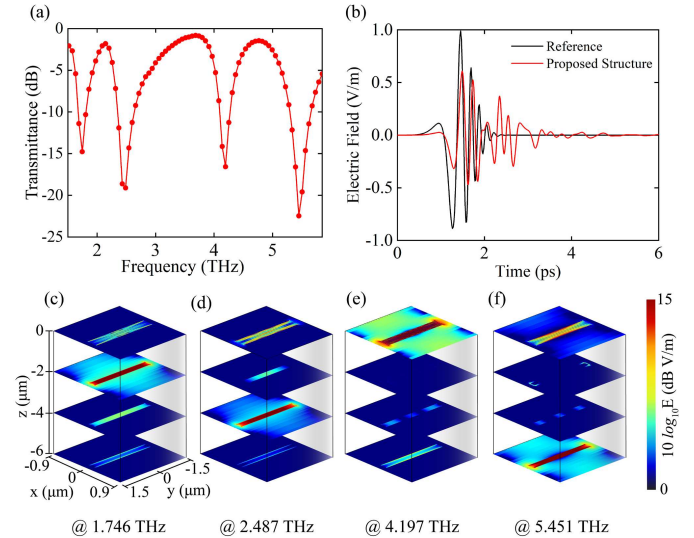 (a)
0
-5
-10
-15
-20
-25
Transmittance (dB)
2
3
4
5
Frequency (THz)
(b)
1.0
0.5
0.0
-0.5
-1.0
Electric Field (V/m)
Reference
Proposed Structure
0
2
4
6
Time (ps)
(c)
(d)
(e)
(f)
0
-2
-4
-6
z (μm)
-0.9
0
0.9
x (μm)
1.5
0
-1.5
y (μm)
15
0
10 log10E (dB V/m)
@ 1.746 THz
@ 2.487 THz
@ 4.197 THz
@ 5.451 THz